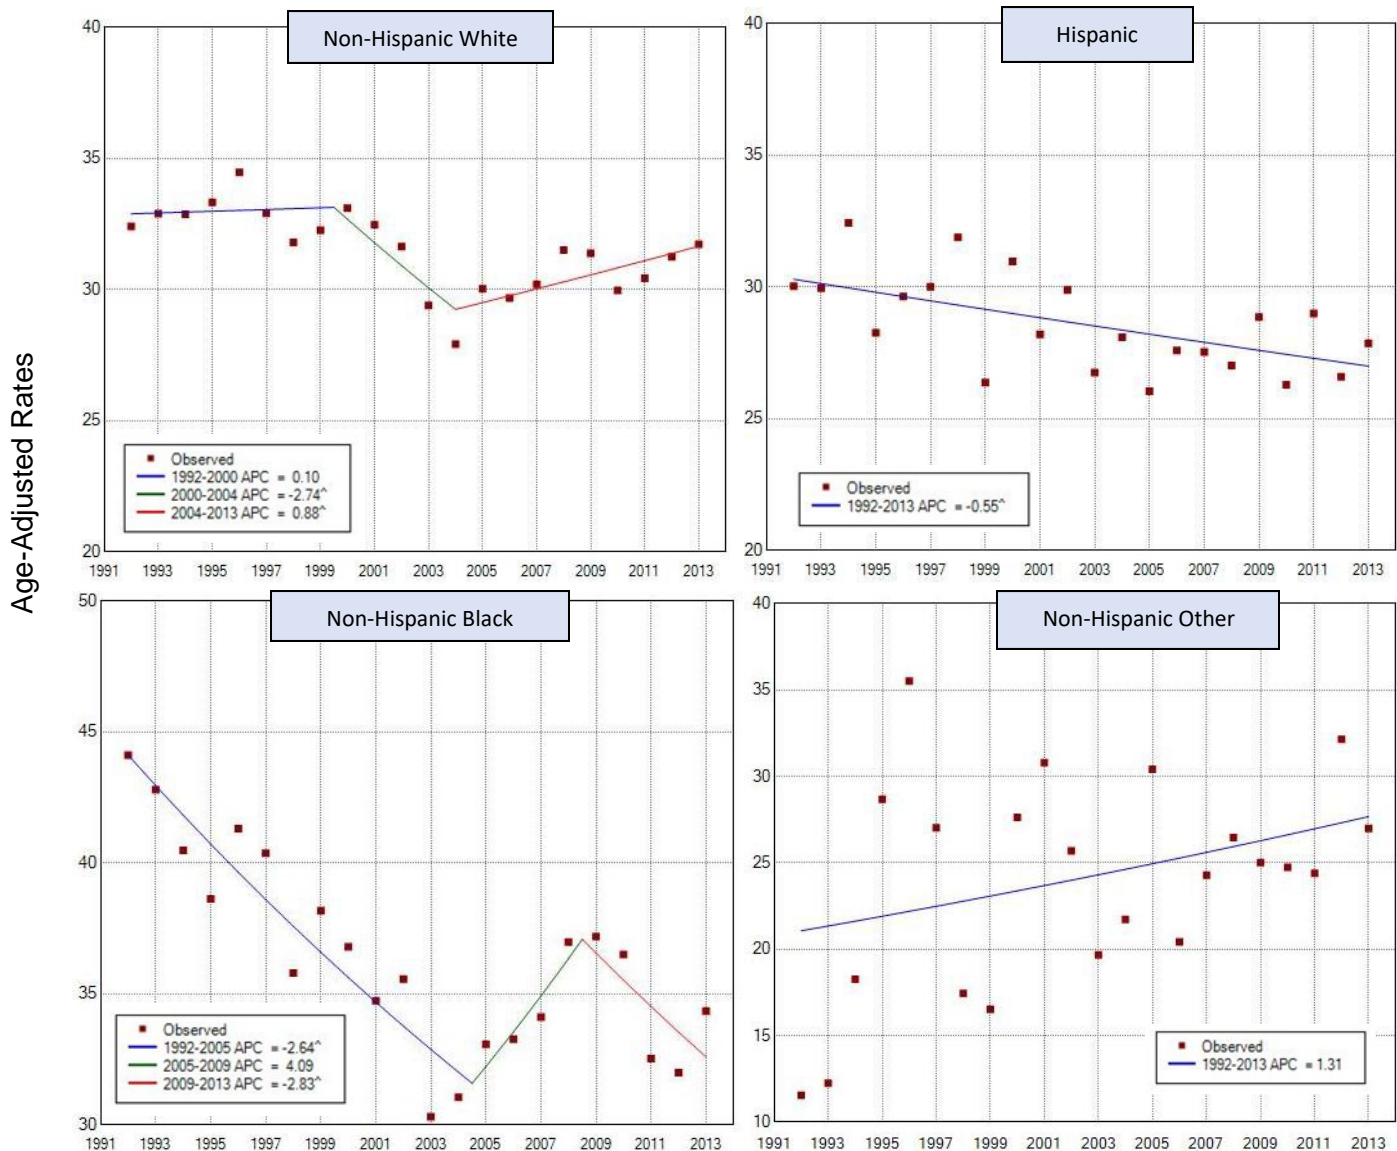 Age-Adjusted Rates
Non-Hispanic White
40
35
30
25
20
Observed
1992-2000 APC = 0.10
2000-2004 APC = -2.74^
2004-2013 APC = 0.88^
1991 1993 1995 1997 1999 2001 2003 2005 2007 2009 2011 2013
Hispanic
40
35
30
25
20
Observed
1992-2013 APC = -0.55^
1991 1993 1995 1997 1999 2001 2003 2005 2007 2009 2011 2013
Non-Hispanic Black
50
45
40
35
30
Observed
1992-2005 APC = -2.64^
2005-2009 APC = 4.09
2009-2013 APC = -2.83^
1991 1993 1995 1997 1999 2001 2003 2005 2007 2009 2011 2013
Non-Hispanic Other
40
35
30
25
20
15
10
Observed
1992-2013 APC = 1.31
1991 1993 1995 1997 1999 2001 2003 2005 2007 2009 2011 2013